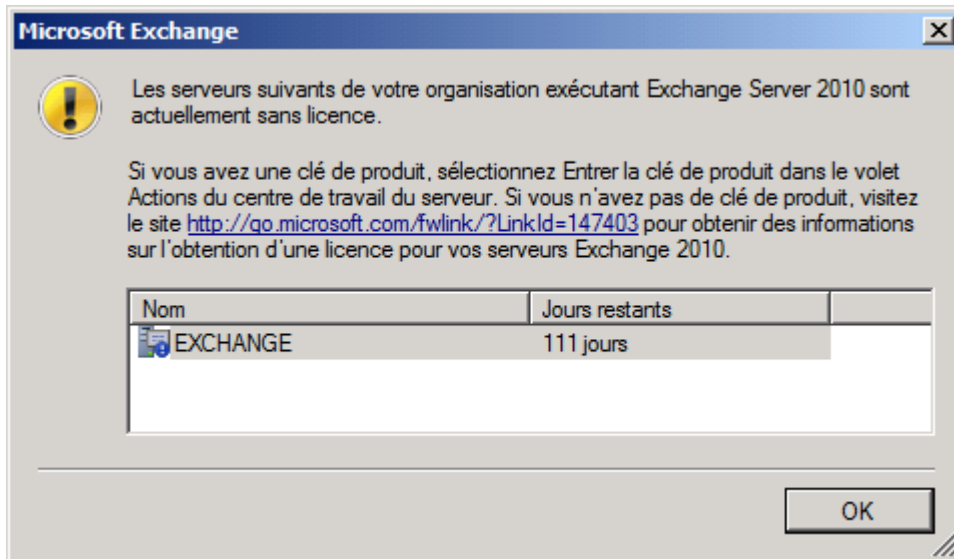 Microsoft Exchange
Les serveurs suivants de votre organisation exécutant Exchange Server 2010 sont
actuellement sans licence.
Si vous avez une clé de produit, sélectionnez Entrer la clé de produit dans le volet
Actions du centre de travail du serveur. Si vous n'avez pas de clé de produit, visitez
le site http://go.microsoft.com/fwlink/?LinkId=147403 pour obtenir des informations
sur l'obtention d'une licence pour vos serveurs Exchange 2010.
Nom Jours restants
EXCHANGE 111 jours
OK